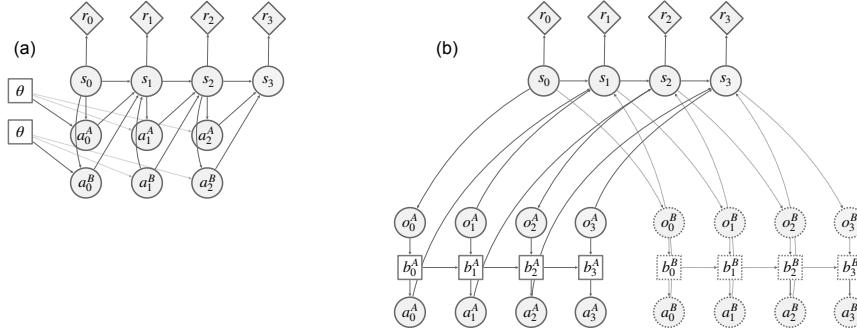 r₀ r₁ r₂ r₃
(a)
s₀ s₁ s₂ s₃
θ
a₀ᴬ a₁ᴬ a₂ᴬ
θ
a₀ᴮ a₁ᴮ a₂ᴮ
r₀ r₁ r₂ r₃
(b)
s₀ s₁ s₂ s₃
o₀ᴬ o₁ᴬ o₂ᴬ o₃ᴬ o₀ᴮ o₁ᴮ o₂ᴮ o₃ᴮ
b₀ᴬ b₁ᴬ b₂ᴬ b₃ᴬ b₀ᴮ b₁ᴮ b₂ᴮ b₃ᴮ
a₀ᴬ a₁ᴬ a₂ᴬ a₃ᴬ a₀ᴮ a₁ᴮ a₂ᴮ a₃ᴮ